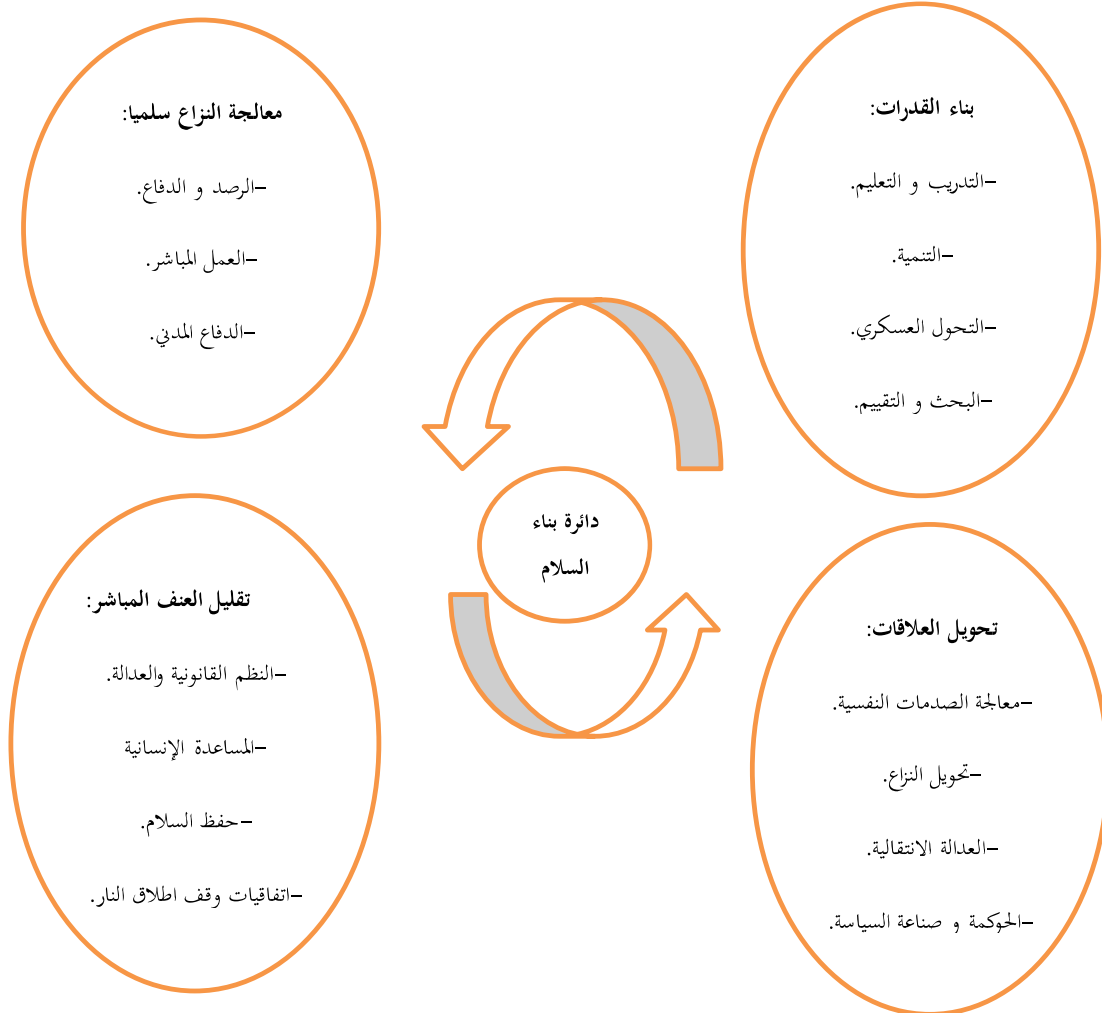 بناء القدرات:
–التدريب و التعليم.
–التنمية.
–التحول العسكري.
–البحث و التقييم.
معالجة النزاع سلميا:
–الرصد و الدفاع.
–العمل المباشر.
–الدفاع المدني.
دائرة بناء
السلام
تحويل العلاقات:
–معالجة الصدمات النفسية.
–تحويل النزاع.
–العدالة الانتقالية.
–الحوكمة و صناعة السياسة.
تقليل العنف المباشر:
–النظم القانونية والعدالة.
–المساعدة الإنسانية
–حفظ السلام.
–اتفاقيات وقف اطلاق النار.